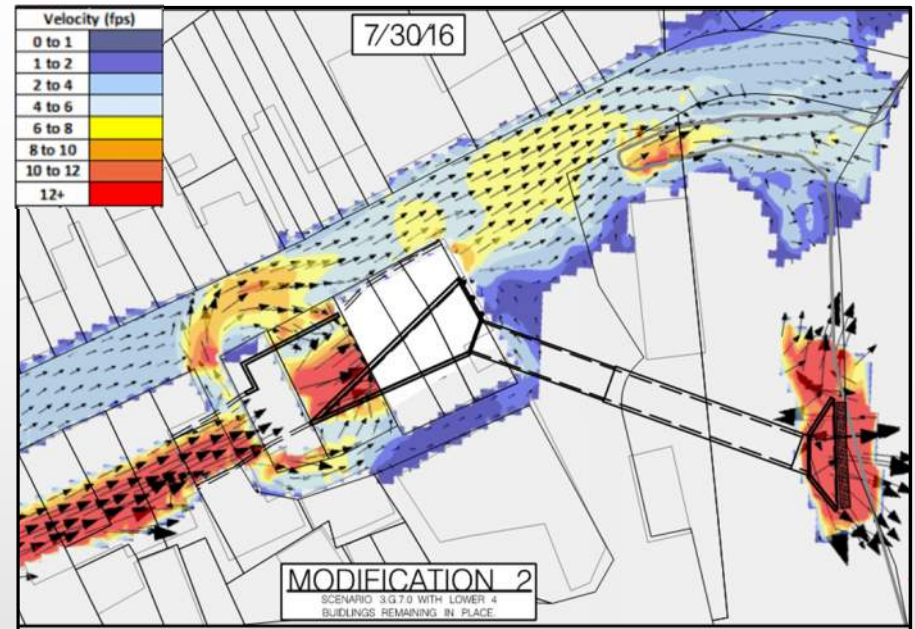 Velocity (fps)
0 to 1
1 to 2
2 to 4
4 to 6
6 to 8
8 to 10
10 to 12
12+
7/30/16
MODIFICATION 2
SCENARIO 3.G.7.0 WITH LOWER 4
BUIDLINGS REMAINING IN PLACE.